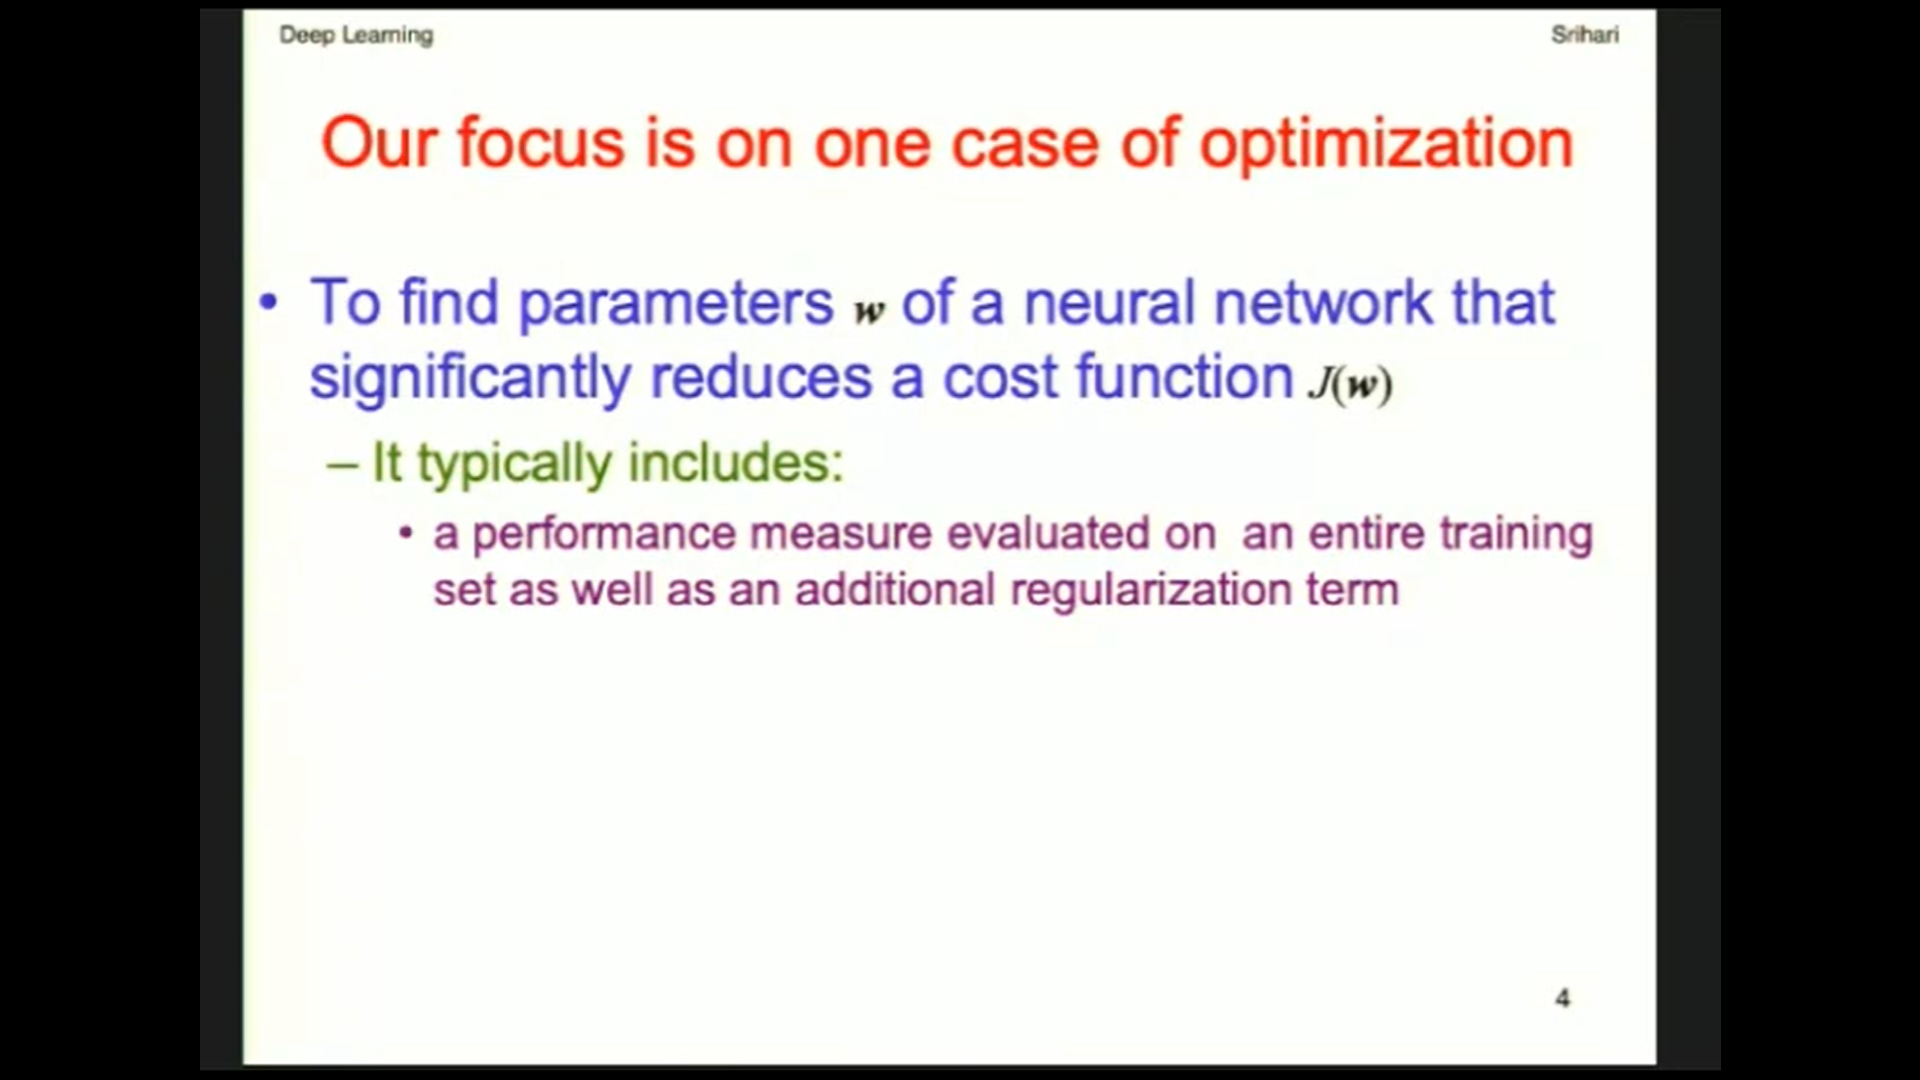 Deep Learning
Srihari
Our focus is on one case of optimization
• To find parameters w of a neural network that
significantly reduces a cost function J(w)
– It typically includes:
• a performance measure evaluated on an entire training
set as well as an additional regularization term
4